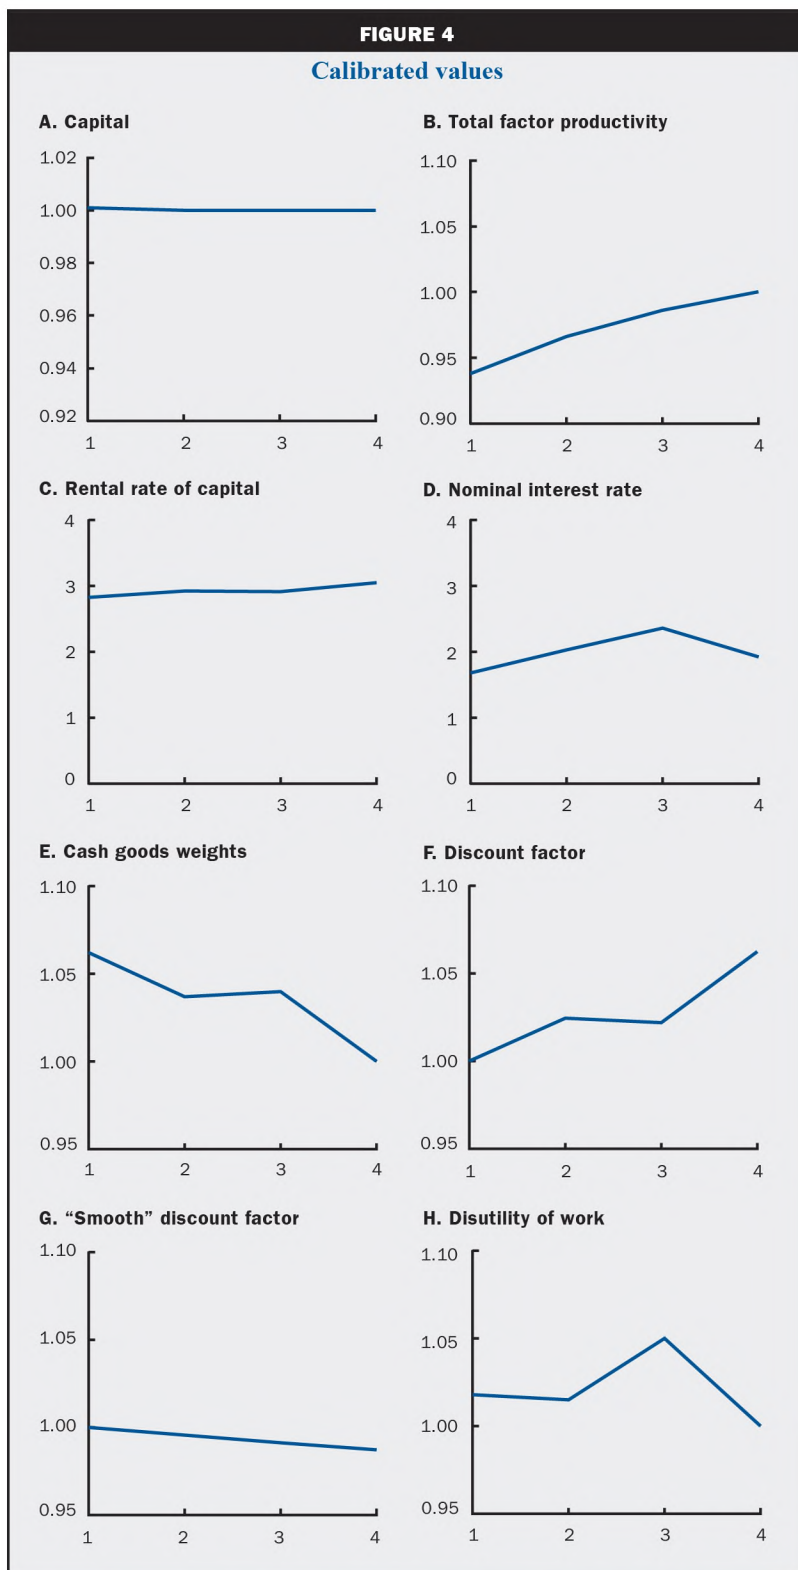 FIGURE 4
Calibrated values
A. Capital
1.02
1.00
0.98
0.96
0.94
0.92
1 2 3 4
B. Total factor productivity
1.10
1.05
1.00
0.95
0.90
1 2 3 4
C. Rental rate of capital
4
3
2
1
0
1 2 3 4
D. Nominal interest rate
4
3
2
1
0
1 2 3 4
E. Cash goods weights
1.10
1.05
1.00
0.95
1 2 3 4
F. Discount factor
1.10
1.05
1.00
0.95
1 2 3 4
G. “Smooth” discount factor
1.10
1.05
1.00
0.95
1 2 3 4
H. Disutility of work
1.10
1.05
1.00
0.95
1 2 3 4